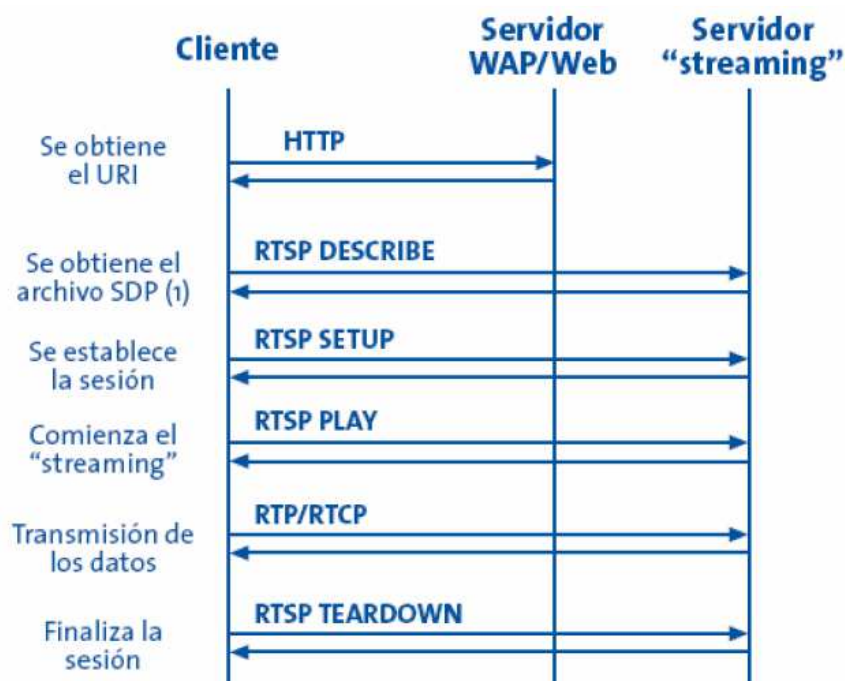 Cliente
Servidor
WAP/Web
Servidor
“streaming”
Se obtiene
el URI
HTTP
Se obtiene el
archivo SDP (1)
RTSP DESCRIBE
Se establece
la sesión
RTSP SETUP
Comienza el
“streaming”
RTSP PLAY
Transmisión de
los datos
RTP/RTCP
Finaliza la
sesión
RTSP TEARDOWN